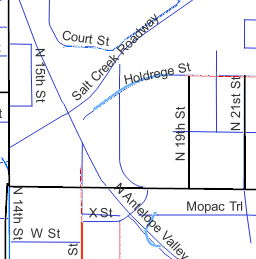 Court St
Salt Creek Roadway
N 15th St
Holdrege St
N 19th St
N 21st St
N 14th St
N Antelope Valley
X St
Mopac Trl
W St
St